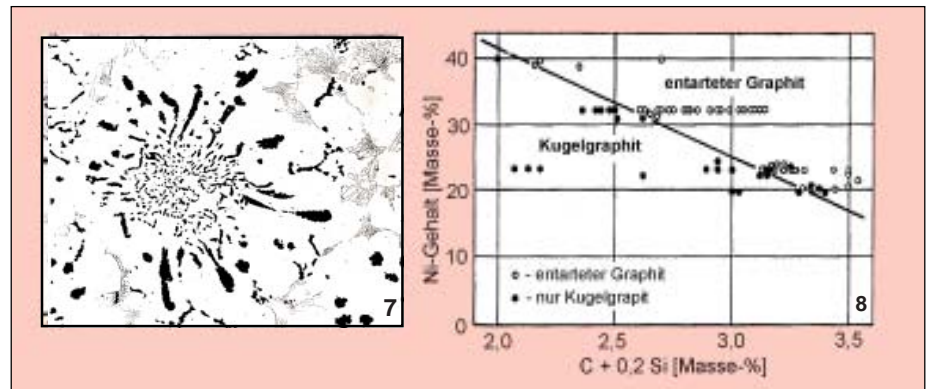 7
Ni-Gehalt [Masse-%]
40
30
20
10
0
entarteter Graphit
Kugelgraphit
o - entarteter Graphit
• - nur Kugelgrapit
8
2,0 2,5 3,0 3,5
C + 0,2 Si [Masse-%]